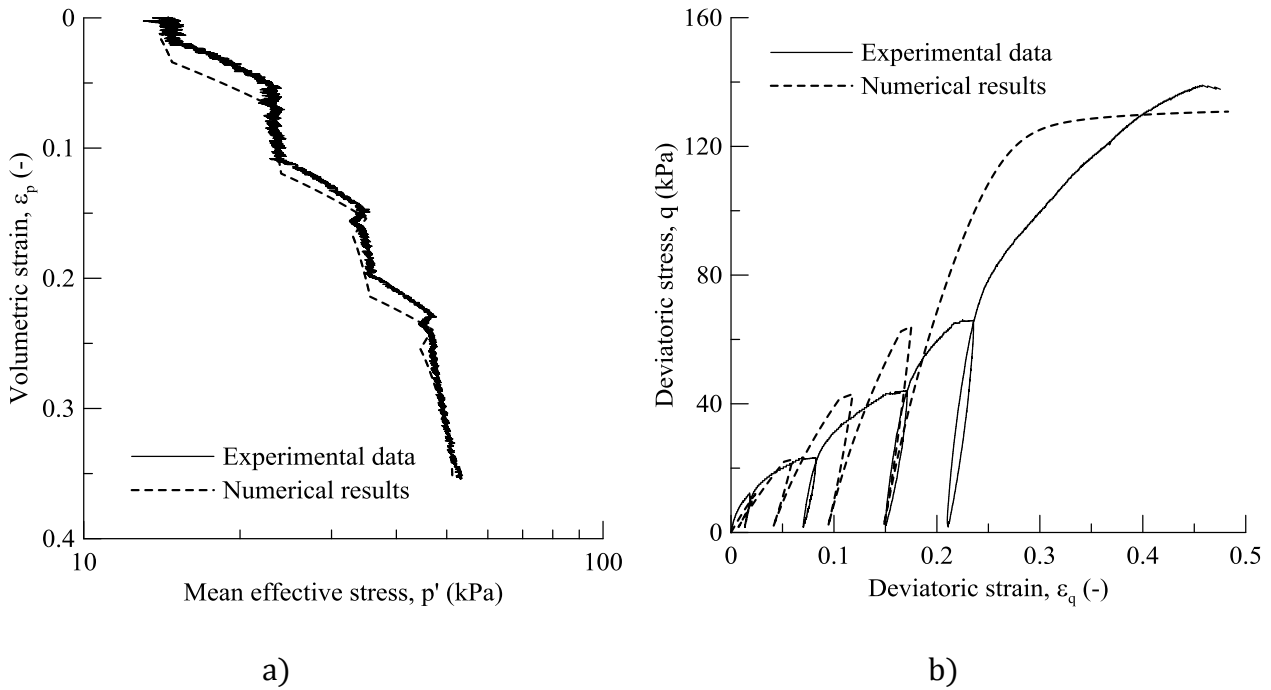 0
0.1
0.2
0.3
0.4
Volumetric strain, εp (-)
Experimental data
Numerical results
10
100
Mean effective stress, p' (kPa)
a)
160
120
80
40
0
Deviatoric stress, q (kPa)
Experimental data
Numerical results
0
0.1
0.2
0.3
0.4
0.5
Deviatoric strain, εq (-)
b)